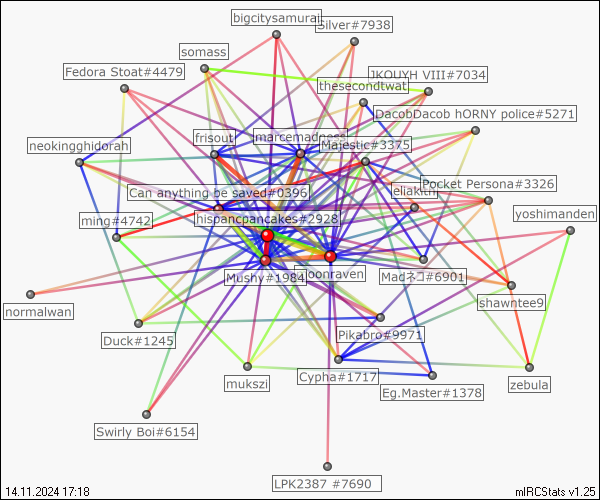 bigcitysamurai
Silver#7938
somass
Fedora Stoat#4479
JKOUYH VIII#7034
thesecondtwat
DacobDacob hORNY police#5271
frisout
marcemadness
Majestic#3375
neokingghidorah
Can anything be saved#0396
eliakith
Pocket Persona#3326
yoshimanden
ming#4742
hispancpancakes#2928
Mushy#1984
oonraven
Madネコ#6901
normalwan
shawntee9
Duck#1245
Pikabro#9971
mukszi
Cypha#1717
Eg.Master#1378
zebula
Swirly Boi#6154
LPK2387 #7690
14.11.2024 17:18
mIRCStats v1.25